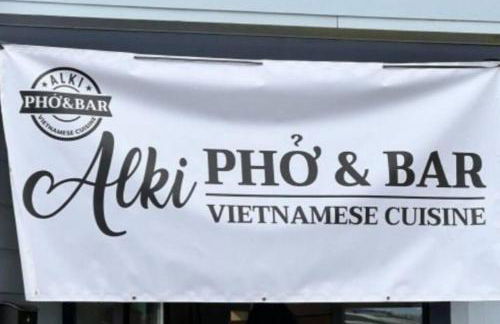 ALKI
PHỞ & BAR
VIETNAMESE CUISINE
Alki PHỞ & BAR
VIETNAMESE CUISINE